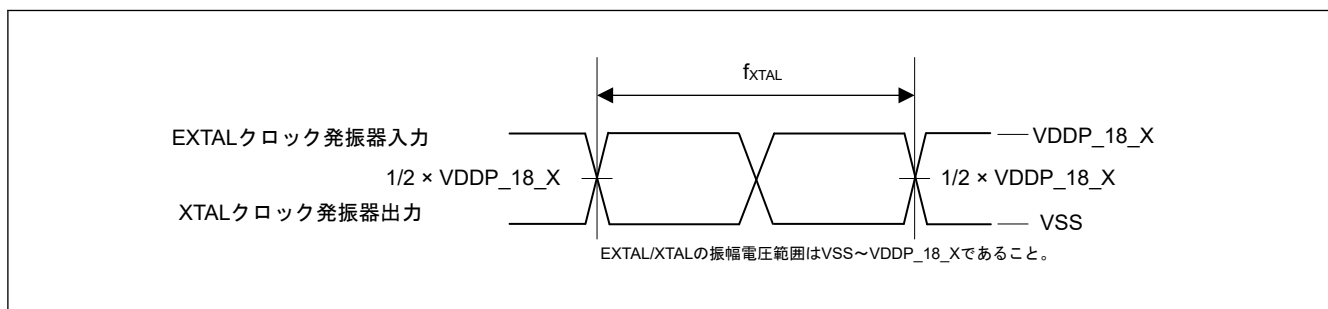 fXTAL
EXTALクロック発振器入力
VDDP_18_X
1/2 × VDDP_18_X
1/2 × VDDP_18_X
XTALクロック発振器出力
VSS
EXTAL/XTALの振幅電圧範囲はVSS～VDDP_18_Xであること。